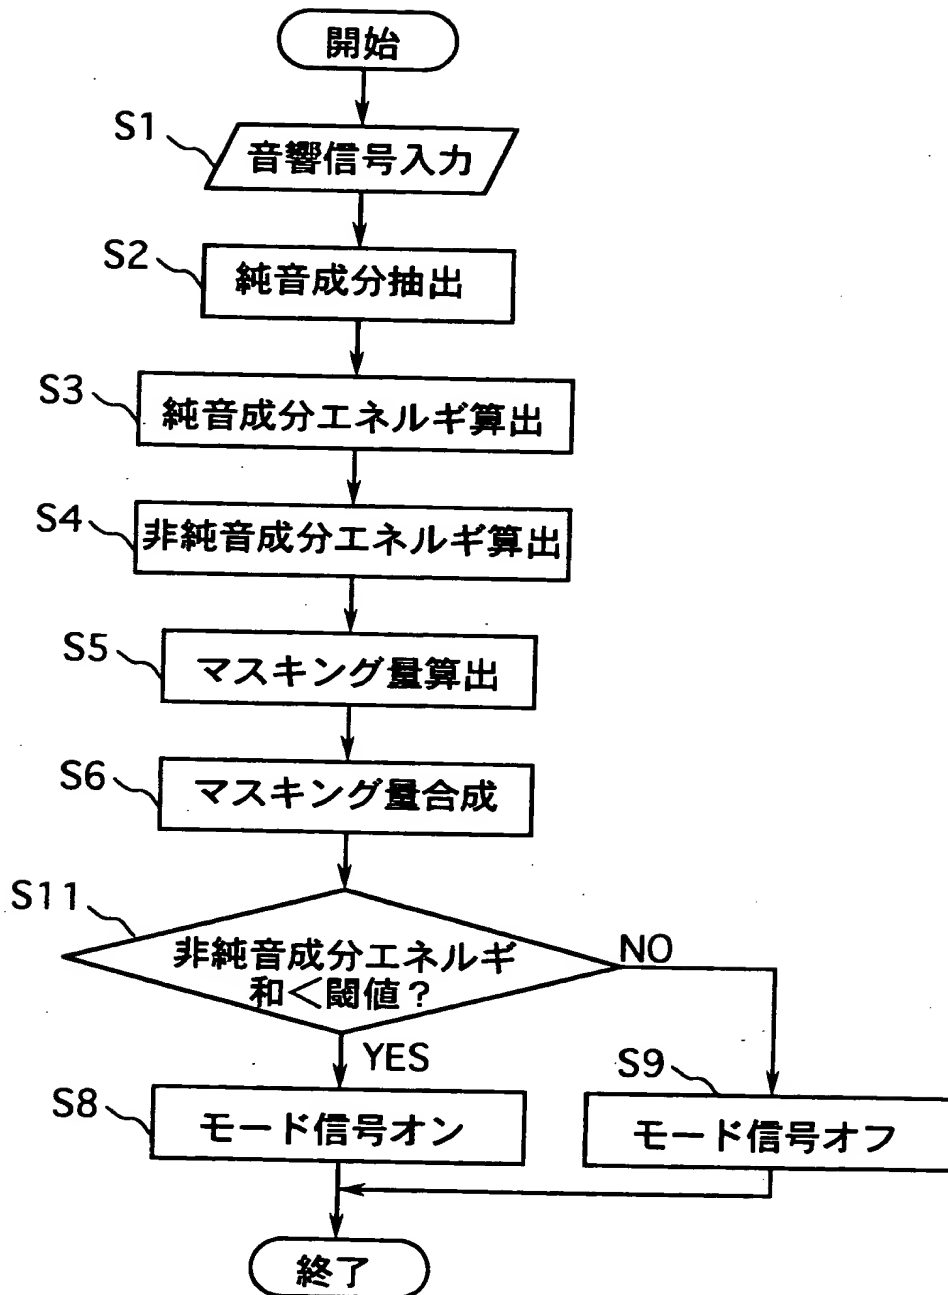 開始
S1
音響信号入力
S2
純音成分抽出
S3
純音成分エネルギ算出
S4
非純音成分エネルギ算出
S5
マスキング量算出
S6
マスキング量合成
S11
非純音成分エネルギ
和＜閾値？
NO
YES
S8
モード信号オン
S9
モード信号オフ
終了